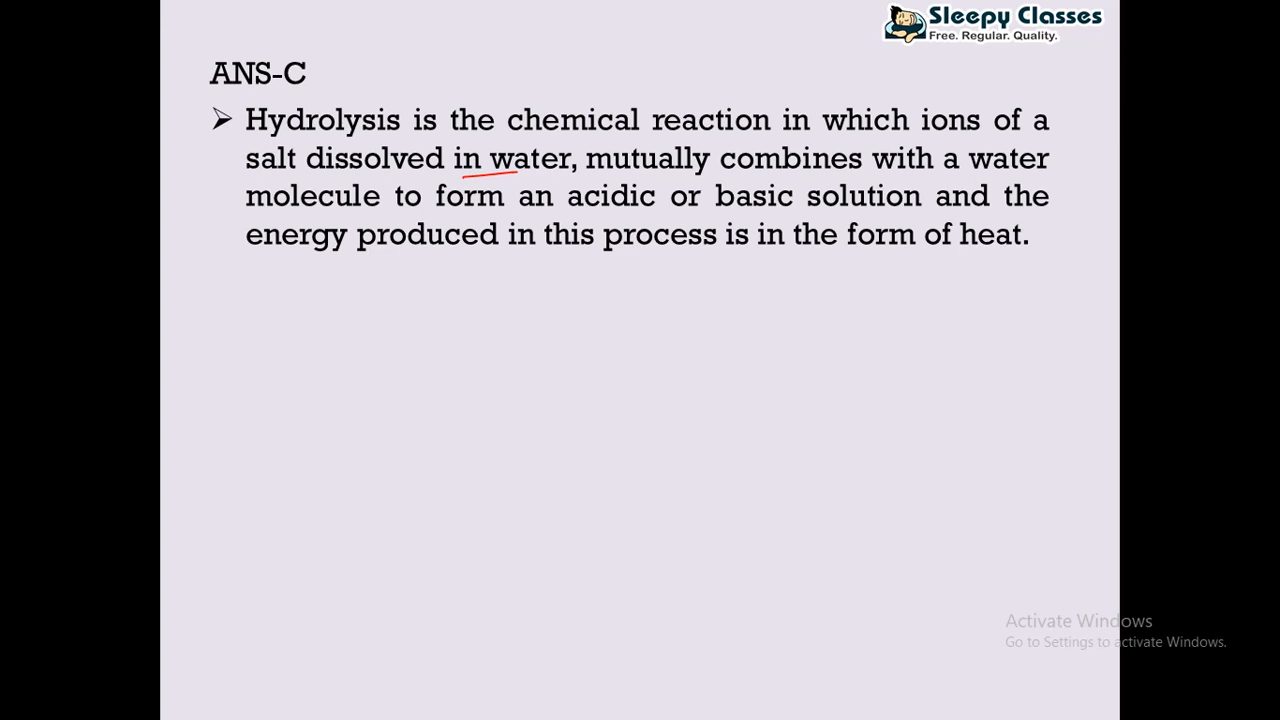 Sleepy Classes
Free. Regular. Quality.
ANS-C
➢ Hydrolysis is the chemical reaction in which ions of a
salt dissolved in water, mutually combines with a water
molecule to form an acidic or basic solution and the
energy produced in this process is in the form of heat.
Activate Windows
Go to Settings to activate Windows.